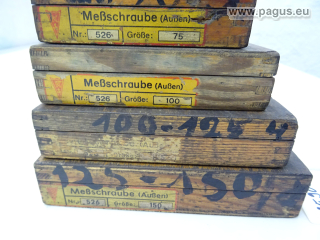 www.pagus.eu
Meßschraube (Außen)
Nr.: 526 Größe: 75
Meßschraube (Außen)
Nr.: 526 Größe: 100
100-125
Meßschraube (Außen)
125-150
Nr.: 526 Größe: 150